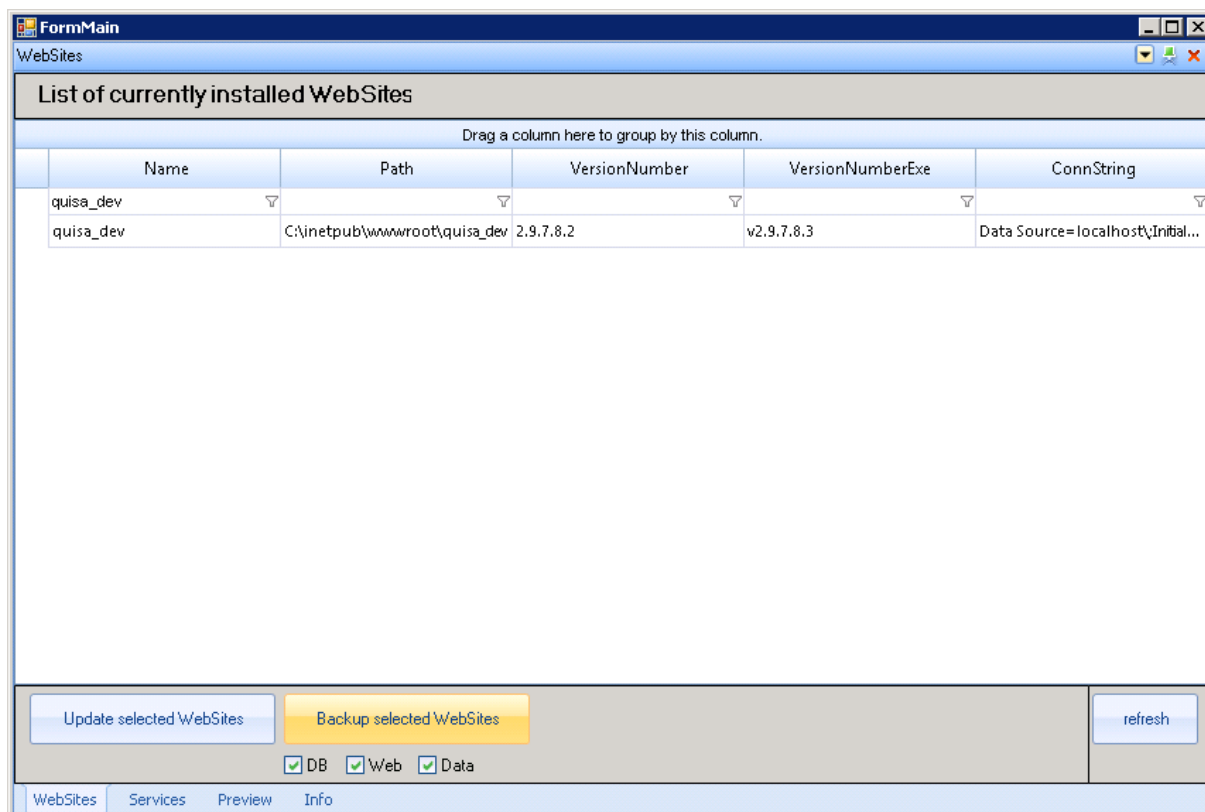 FormMain
WebSites
List of currently installed WebSites
Drag a column here to group by this column.
Name Path VersionNumber VersionNumberExe ConnString
quisa_dev
quisa_dev C:\inetpub\wwwroot\quisa_dev 2.9.7.8.2 v2.9.7.8.3 Data Source=localhost\;Initial...
Update selected WebSites Backup selected WebSites refresh
DB Web Data
WebSites Services Preview Info